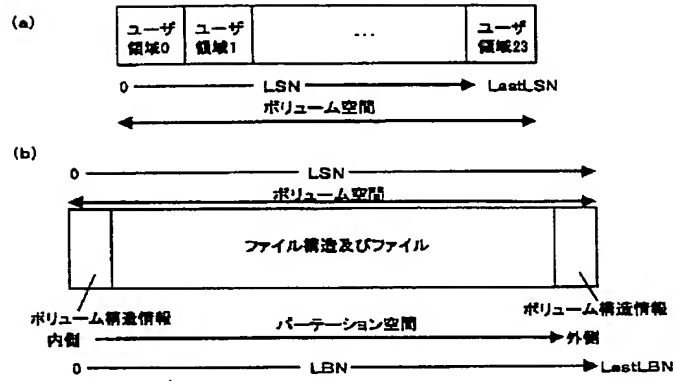 (a)
ユーザ
領域0
ユーザ
領域1
...
ユーザ
領域23
0 LSN LastLSN
ボリューム空間
(b)
0 LSN
ボリューム空間
ファイル構造及びファイル
ボリューム構造情報
ボリューム構造情報
内側
パーテーション空間
外側
0 LBN LastLBN